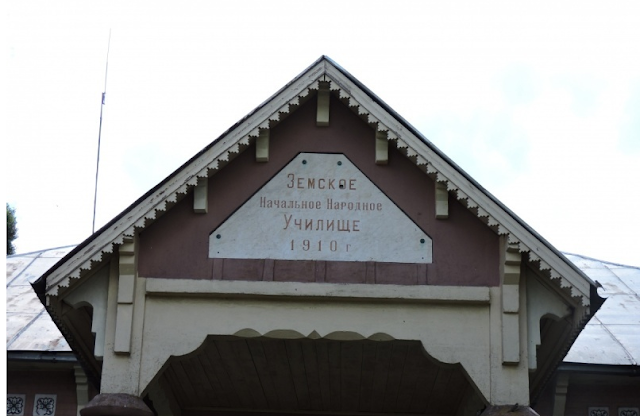 Земское
Начальное Народное
Училище
1910 г.